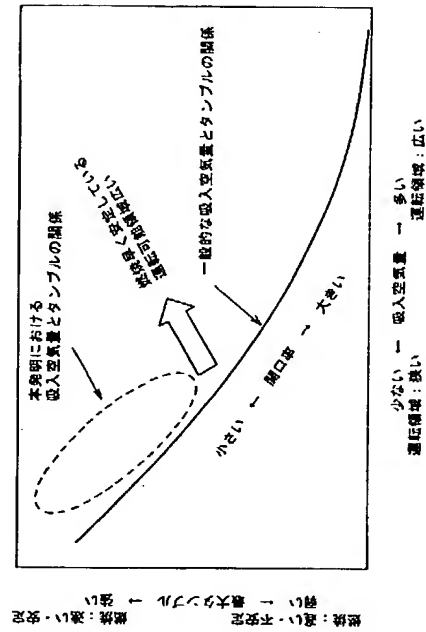 本発明における
吸入空気量とタンブルの関係
燃焼良く安定している
運転可能領域広い
一般的な吸入空気量とタンブルの関係
小さい ← 開口部 → 大きい
少ない ← 吸入空気量 → 多い
運転領域：狭い
運転領域：広い
弱い ← 最大タンブル → 強い
燃焼：遅い・不安定
燃焼：速い・安定